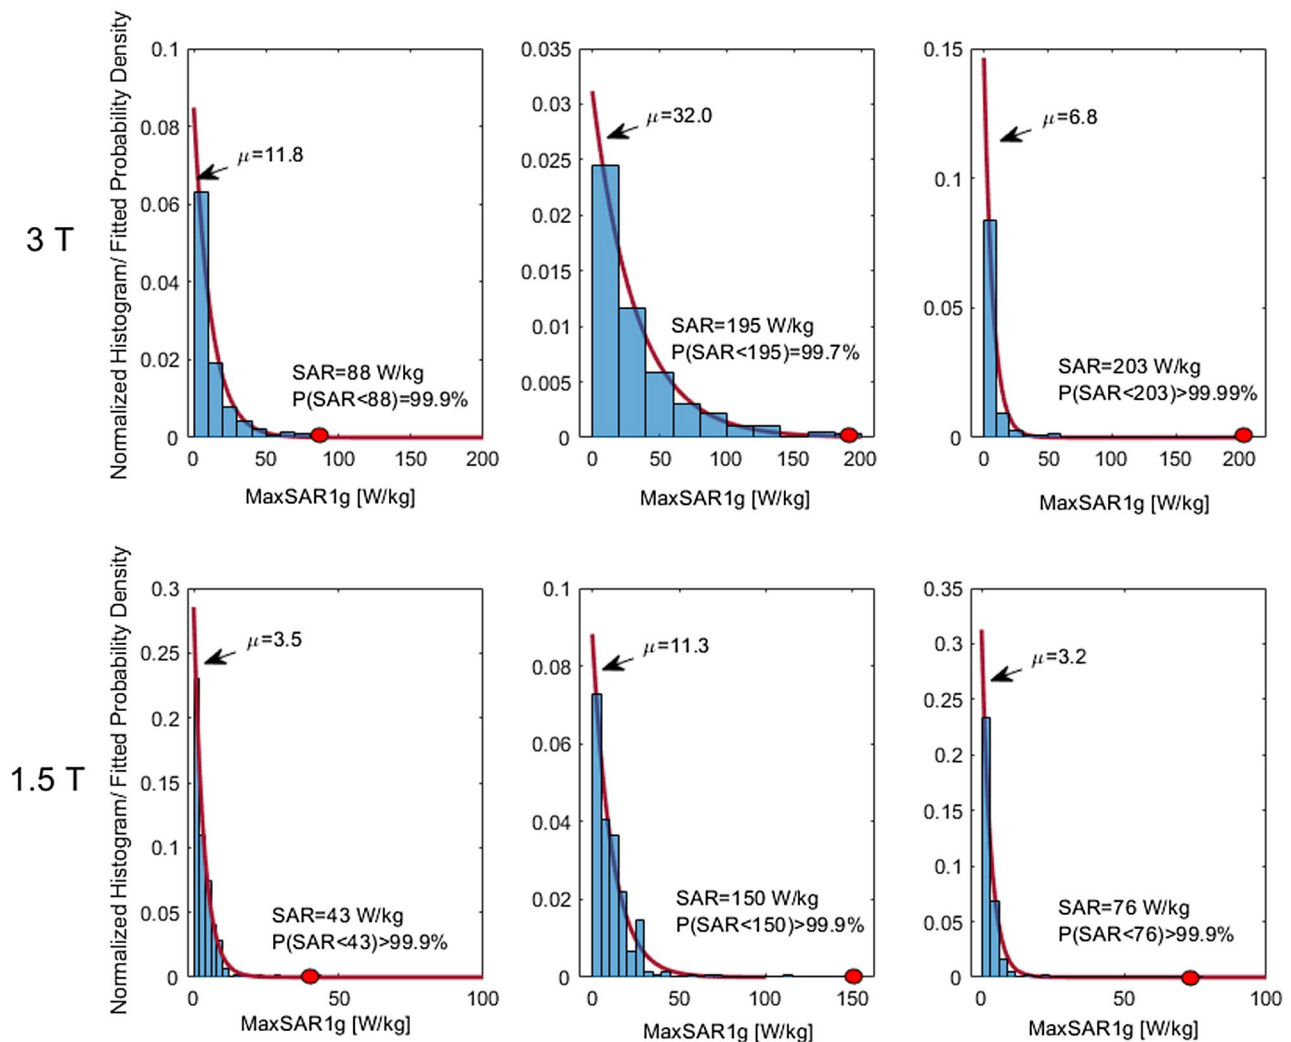 3 T
Normalized Histogram/ Fitted Probability Density
0.1
0.08
0.06
0.04
0.02
0
μ=11.8
SAR=88 W/kg
P(SAR<88)=99.9%
0 50 100 150 200
MaxSAR1g [W/kg]
0.035
0.03
0.025
0.02
0.015
0.01
0.005
0
μ=32.0
SAR=195 W/kg
P(SAR<195)=99.7%
0 50 100 150 200
MaxSAR1g [W/kg]
0.15
0.1
0.05
0
μ=6.8
SAR=203 W/kg
P(SAR<203)>99.99%
0 50 100 150 200
MaxSAR1g [W/kg]
1.5 T
Normalized Histogram/ Fitted Probability Density
0.3
0.25
0.2
0.15
0.1
0.05
0
μ=3.5
SAR=43 W/kg
P(SAR<43)>99.9%
0 50 100
MaxSAR1g [W/kg]
0.1
0.08
0.06
0.04
0.02
0
μ=11.3
SAR=150 W/kg
P(SAR<150)>99.9%
0 50 100 150
MaxSAR1g [W/kg]
0.35
0.3
0.25
0.2
0.15
0.1
0.05
0
μ=3.2
SAR=76 W/kg
P(SAR<76)>99.9%
0 50 100
MaxSAR1g [W/kg]